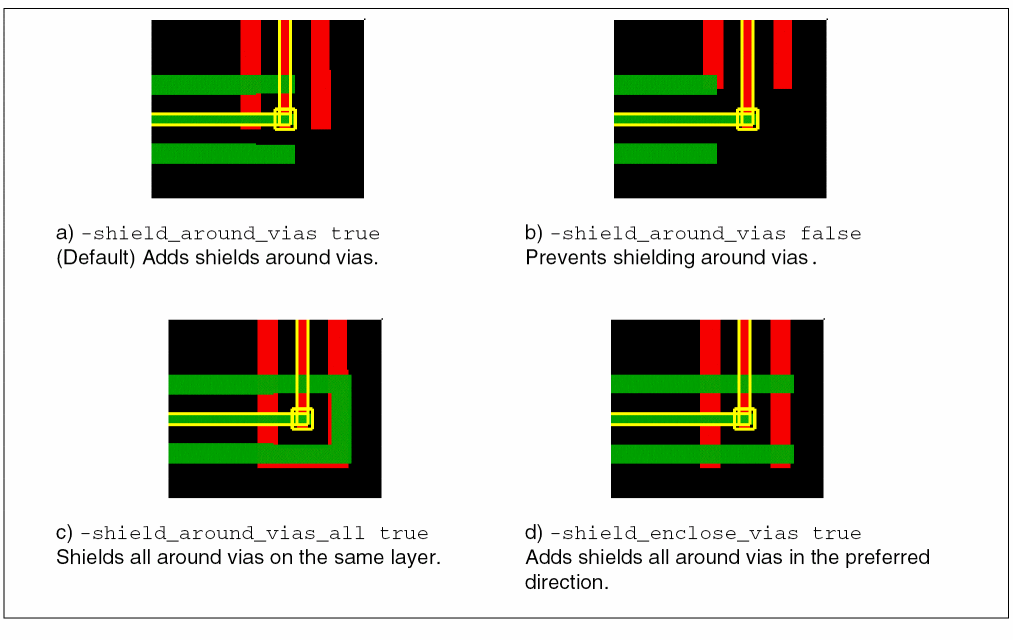 a) -shield_around_vias true
(Default) Adds shields around vias.
b) -shield_around_vias false
Prevents shielding around vias.
c) -shield_around_vias_all true
Shields all around vias on the same layer.
d) -shield_enclose_vias true
Adds shields all around vias in the preferred
direction.